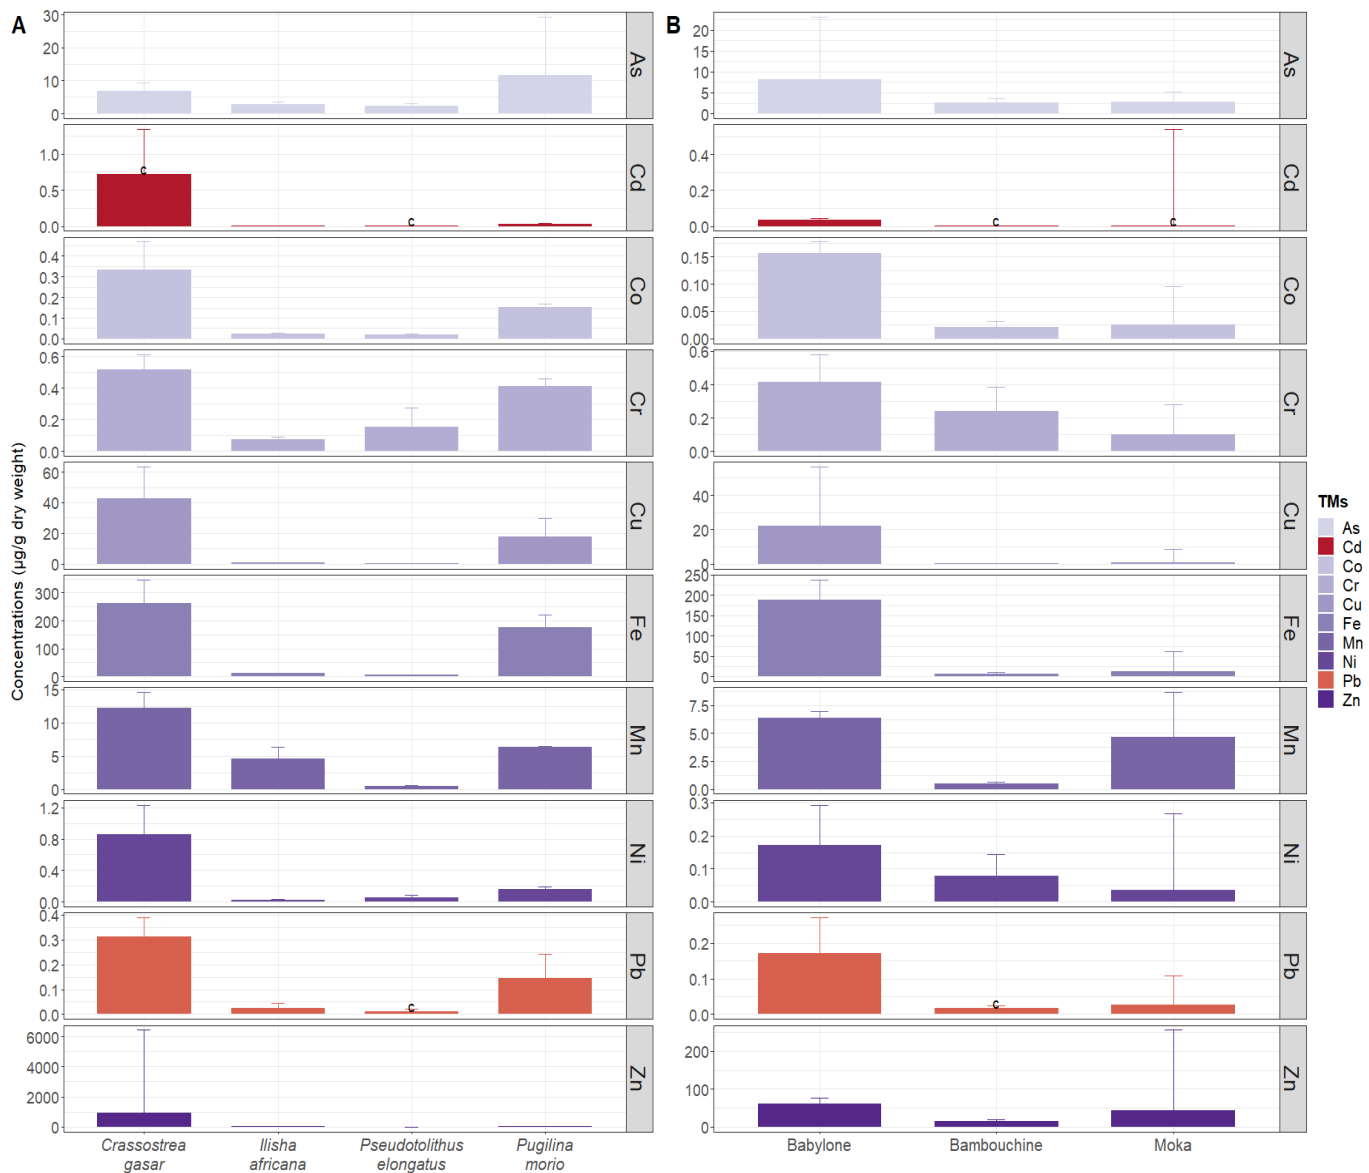 A
B
Concentrations (µg/g dry weight)
30
20
10
0
As
20
15
10
5
0
As
1.0
0.5
0.0
c
c
Cd
0.4
0.2
0.0
c
c
Cd
0.4
0.3
0.2
0.1
0.0
Co
0.15
0.10
0.05
0.00
Co
0.6
0.4
0.2
0.0
Cr
0.6
0.4
0.2
0.0
Cr
60
40
20
0
Cu
40
20
0
Cu
300
200
100
0
Fe
250
200
150
100
50
0
Fe
15
10
5
0
Mn
7.5
5.0
2.5
0.0
Mn
1.2
0.8
0.4
0.0
Ni
0.3
0.2
0.1
0.0
Ni
0.4
0.3
0.2
0.1
0.0
c
Pb
0.2
0.1
0.0
c
Pb
6000
4000
2000
0
Zn
200
100
0
Zn
Crassostrea
gasar
Ilisha
africana
Pseudotolithus
elongatus
Pugilina
morio
Babylone
Bambouchine
Moka
TMs
As
Cd
Co
Cr
Cu
Fe
Mn
Ni
Pb
Zn